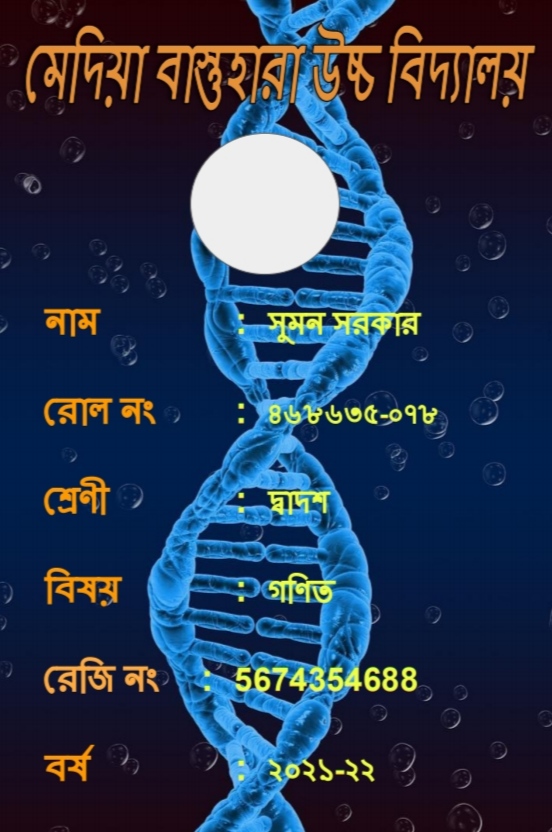 মেদিয়া বাস্তুহারা উচ্চ বিদ্যালয়
নাম : সুমন সরকার
রোল নং : ৪৬৮৬৩৫-০৭৮
শ্রেণী : দ্বাদশ
বিষয় : গণিত
রেজি নং : 5674354688
বর্ষ : ২০২১-২২